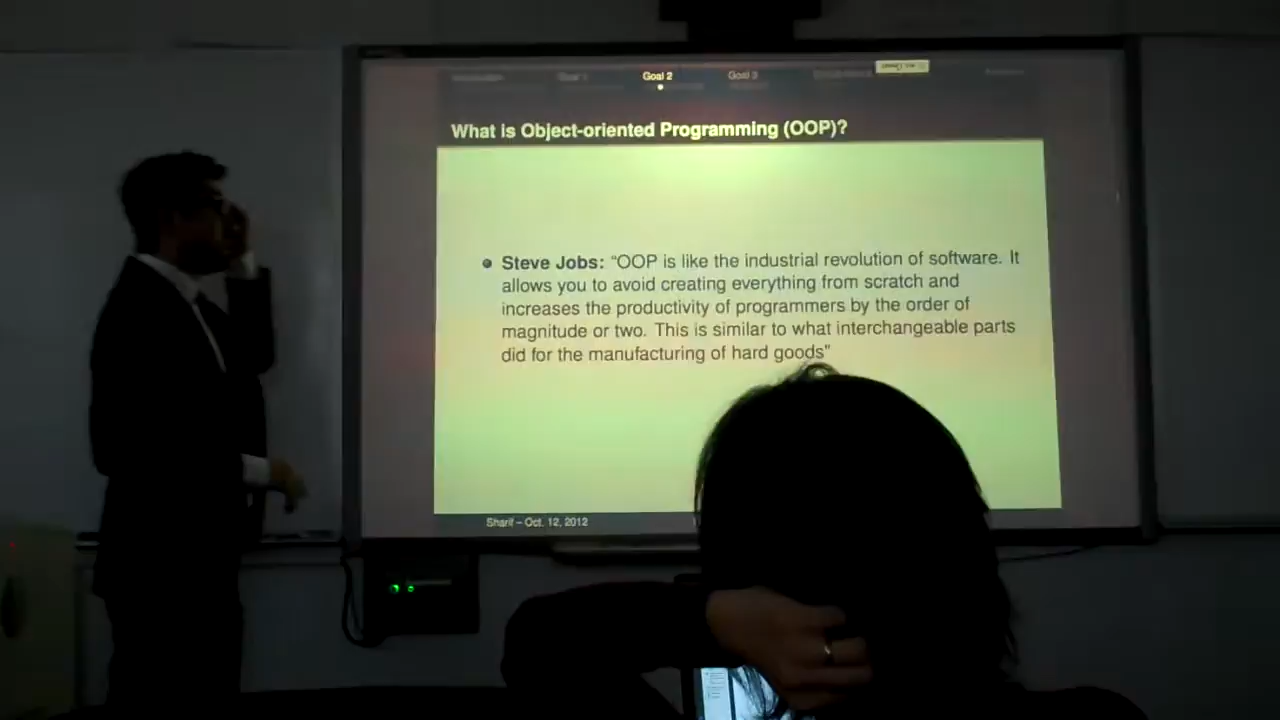 Goal 2
Goal 3
What is Object-oriented Programming (OOP)?
Steve Jobs: "OOP is like the industrial revolution of software. It
allows you to avoid creating everything from scratch and
increases the productivity of programmers by the order of
magnitude or two. This is similar to what interchangeable parts
did for the manufacturing of hard goods"
Sharif – Oct. 12, 2012